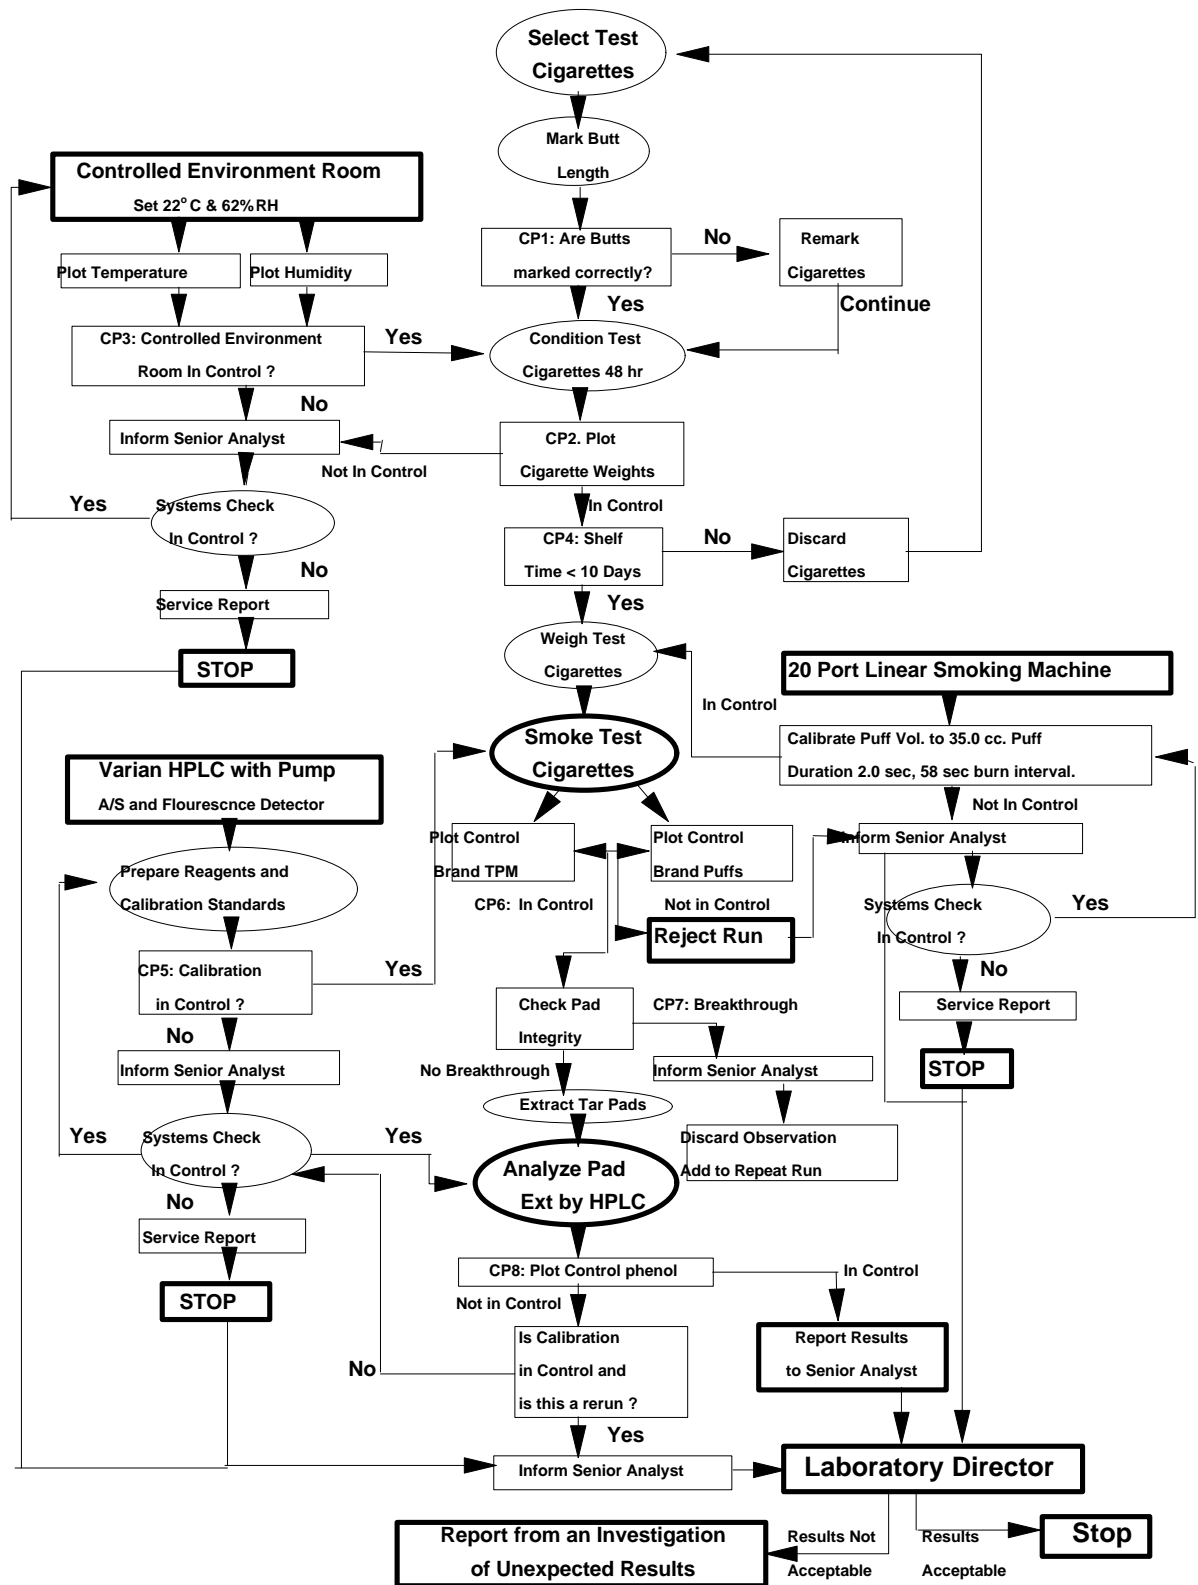 Select Test
Cigarettes
Mark Butt
Length
Controlled Environment Room
Set 22° C & 62%RH
Plot Temperature
Plot Humidity
CP1: Are Butts
marked correctly?
No
Remark
Cigarettes
Yes
Continue
CP3: Controlled Environment
Room In Control ?
Yes
Condition Test
Cigarettes 48 hr
No
Inform Senior Analyst
CP2. Plot
Cigarette Weights
Not In Control
Yes
Systems Check
In Control ?
In Control
CP4: Shelf
Time < 10 Days
No
Discard
Cigarettes
No
Service Report
Yes
STOP
Weigh Test
Cigarettes
20 Port Linear Smoking Machine
In Control
Smoke Test
Cigarettes
Calibrate Puff Vol. to 35.0 cc. Puff
Duration 2.0 sec, 58 sec burn interval.
Varian HPLC with Pump
A/S and Flourescnce Detector
Not In Control
Plot Control
Brand TPM
Plot Control
Brand Puffs
Inform Senior Analyst
Prepare Reagents and
Calibration Standards
CP6: In Control
Not in Control
Reject Run
Systems Check
In Control ?
Yes
CP5: Calibration
in Control ?
Yes
No
Check Pad
Integrity
CP7: Breakthrough
Service Report
No
Inform Senior Analyst
No Breakthrough
Inform Senior Analyst
STOP
Extract Tar Pads
Yes
Systems Check
In Control ?
Yes
Discard Observation
Add to Repeat Run
Analyze Pad
Ext by HPLC
No
Service Report
CP8: Plot Control phenol
In Control
STOP
Not in Control
Is Calibration
in Control and
is this a rerun ?
No
Report Results
to Senior Analyst
Yes
Inform Senior Analyst
Laboratory Director
Report from an Investigation
of Unexpected Results
Results Not
Acceptable
Results
Acceptable
Stop